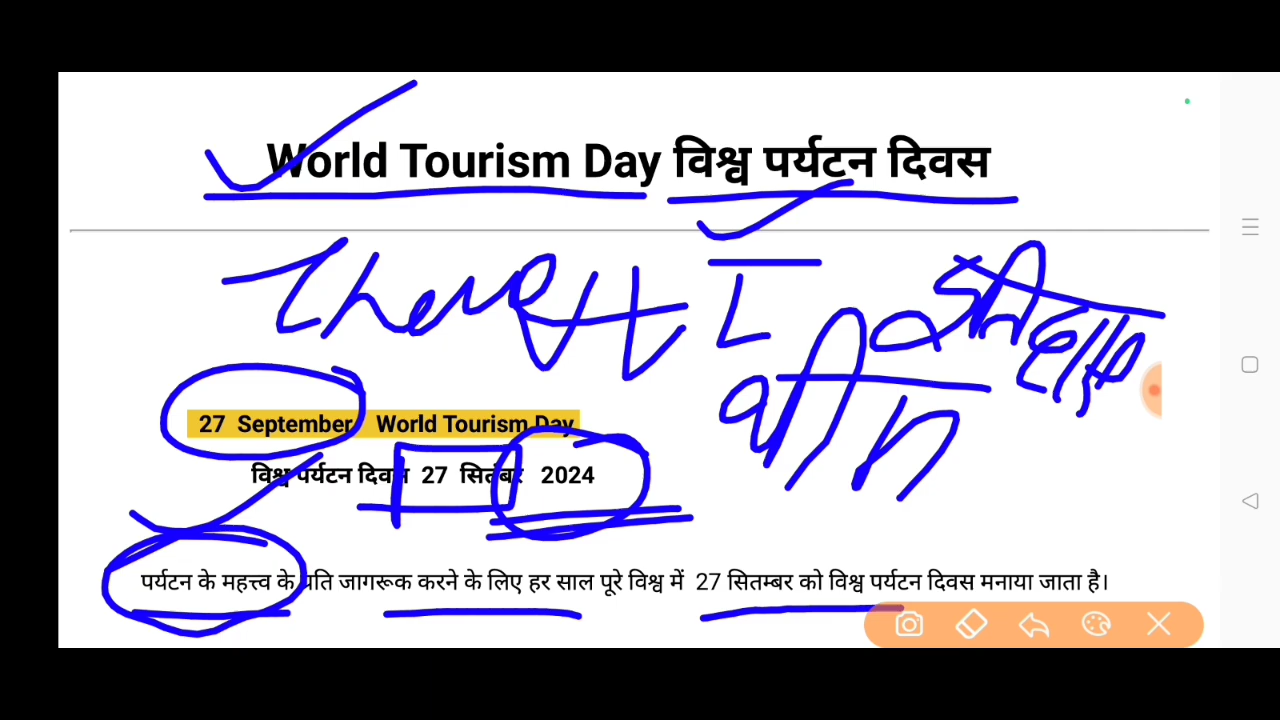 World Tourism Day विश्व पर्यटन दिवस
थीम
27 September World Tourism Day
विश्व पर्यटन दिवस 27 सितंबर 2024
पर्यटन के महत्त्व के प्रति जागरूक करने के लिए हर साल पूरे विश्व में 27 सितम्बर को विश्व पर्यटन दिवस मनाया जाता है।